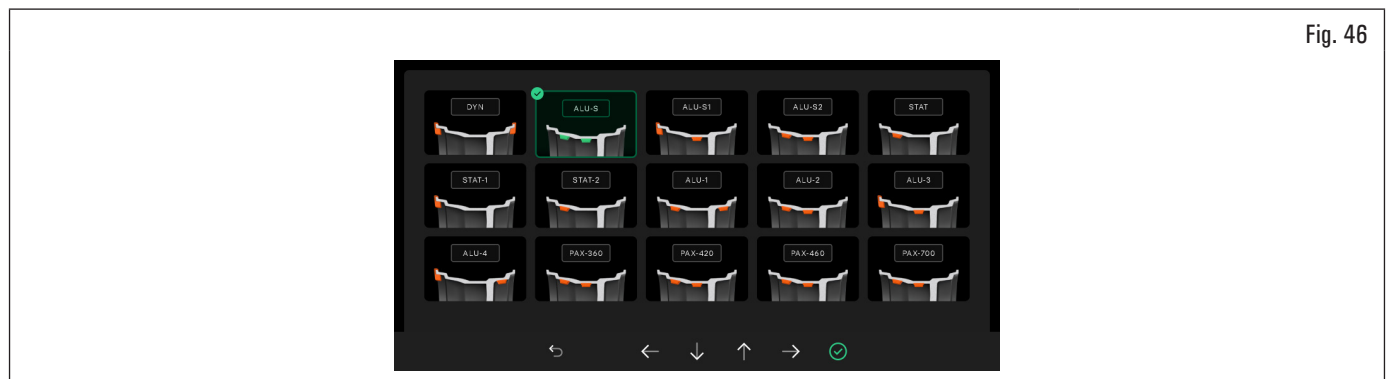 Fig. 46
DYN ALU-S ALU-S1 ALU-S2 STAT
STAT-1 STAT-2 ALU-1 ALU-2 ALU-3
ALU-4 PAX-360 PAX-420 PAX-460 PAX-700